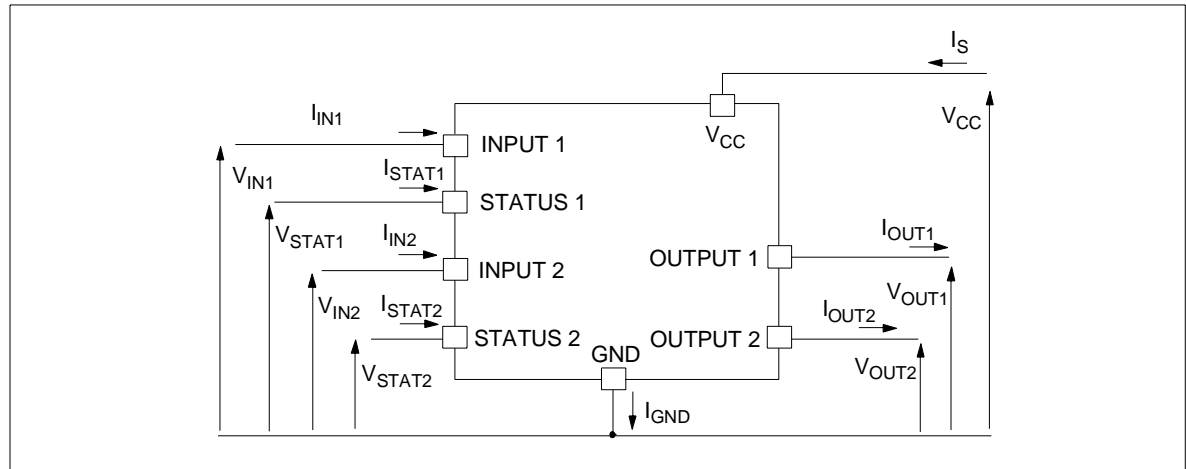 I_S
V_CC
V_CC
I_IN1
INPUT 1
V_IN1
I_STAT1
STATUS 1
V_STAT1
I_IN2
INPUT 2
V_IN2
I_STAT2
STATUS 2
V_STAT2
OUTPUT 1
I_OUT1
V_OUT1
OUTPUT 2
I_OUT2
V_OUT2
GND
I_GND